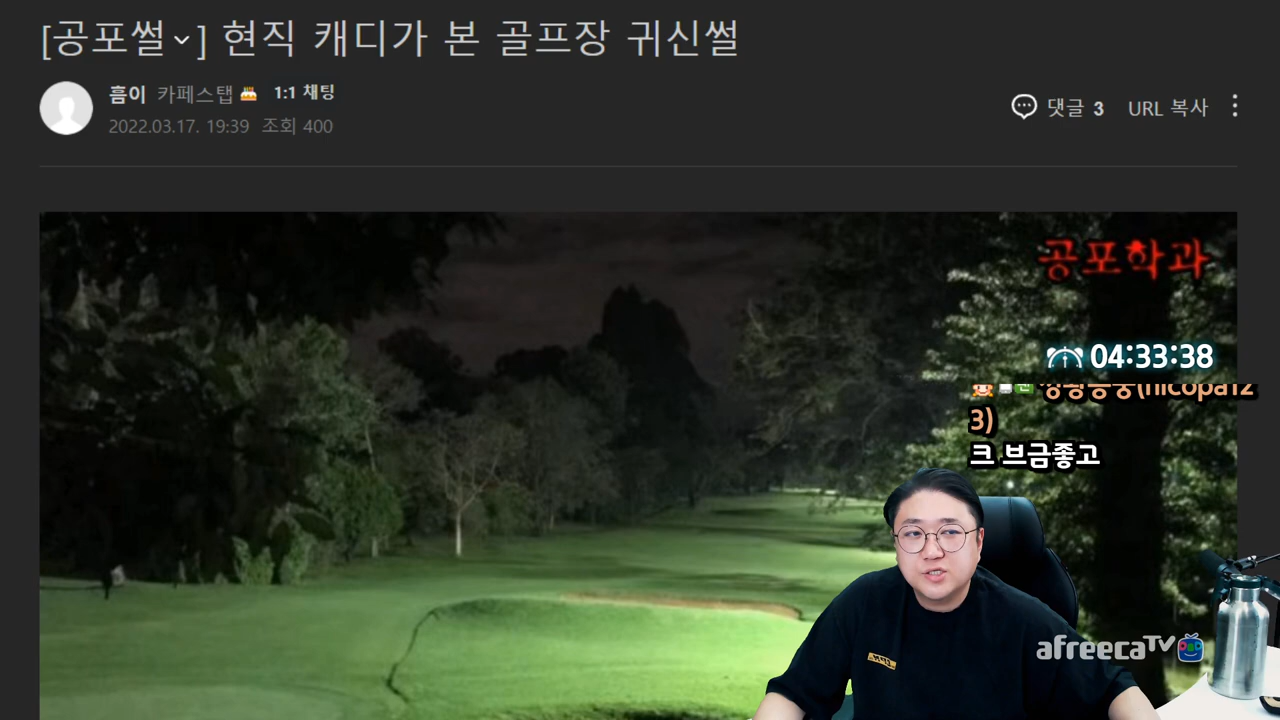 [공포썰⌄] 현직 캐디가 본 골프장 귀신썰
흠이 카페스탭 1:1 채팅
2022.03.17. 19:39 조회 400
댓글 3 URL 복사
공포학과
04:33:38
3)
크 브금좋고
afreecaTV